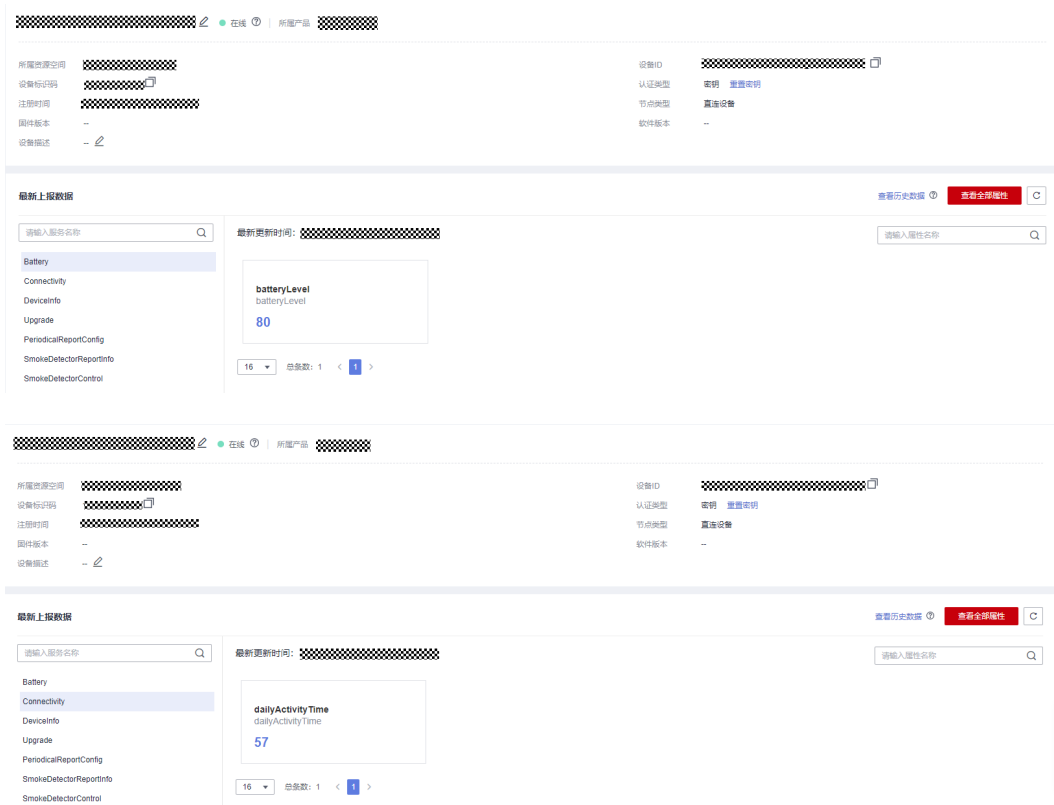 在线 所属产品
所属资源空间
设备ID
设备标识码
认证类型 密钥 重置密钥
注册时间
节点类型 直连设备
固件版本 --
软件版本 --
设备描述 --
最新上报数据
查看历史数据 查看全部属性
请输入服务名称
最新更新时间:
请输入属性名称
Battery
Connectivity
DeviceInfo
Upgrade
PeriodicalReportConfig
SmokeDetectorReportInfo
SmokeDetectorControl
batteryLevel
batteryLevel
80
16 总条数: 1 < 1 >
在线 所属产品
所属资源空间
设备ID
设备标识码
认证类型 密钥 重置密钥
注册时间
节点类型 直连设备
固件版本 --
软件版本 --
设备描述 --
最新上报数据
查看历史数据 查看全部属性
请输入服务名称
最新更新时间:
请输入属性名称
Battery
Connectivity
DeviceInfo
Upgrade
PeriodicalReportConfig
SmokeDetectorReportInfo
SmokeDetectorControl
dailyActivityTime
dailyActivityTime
57
16 总条数: 1 < 1 >